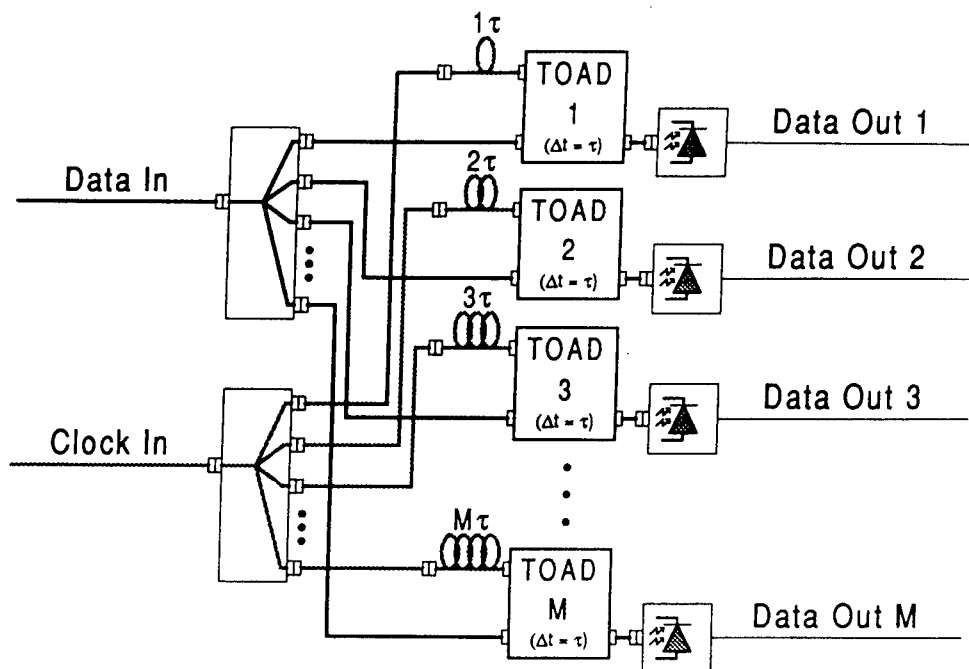 1τ
TOAD
1
(Δt = τ)
Data Out 1
Data In
2τ
TOAD
2
(Δt = τ)
Data Out 2
3τ
TOAD
3
(Δt = τ)
Data Out 3
Clock In
Mτ
TOAD
M
(Δt = τ)
Data Out M